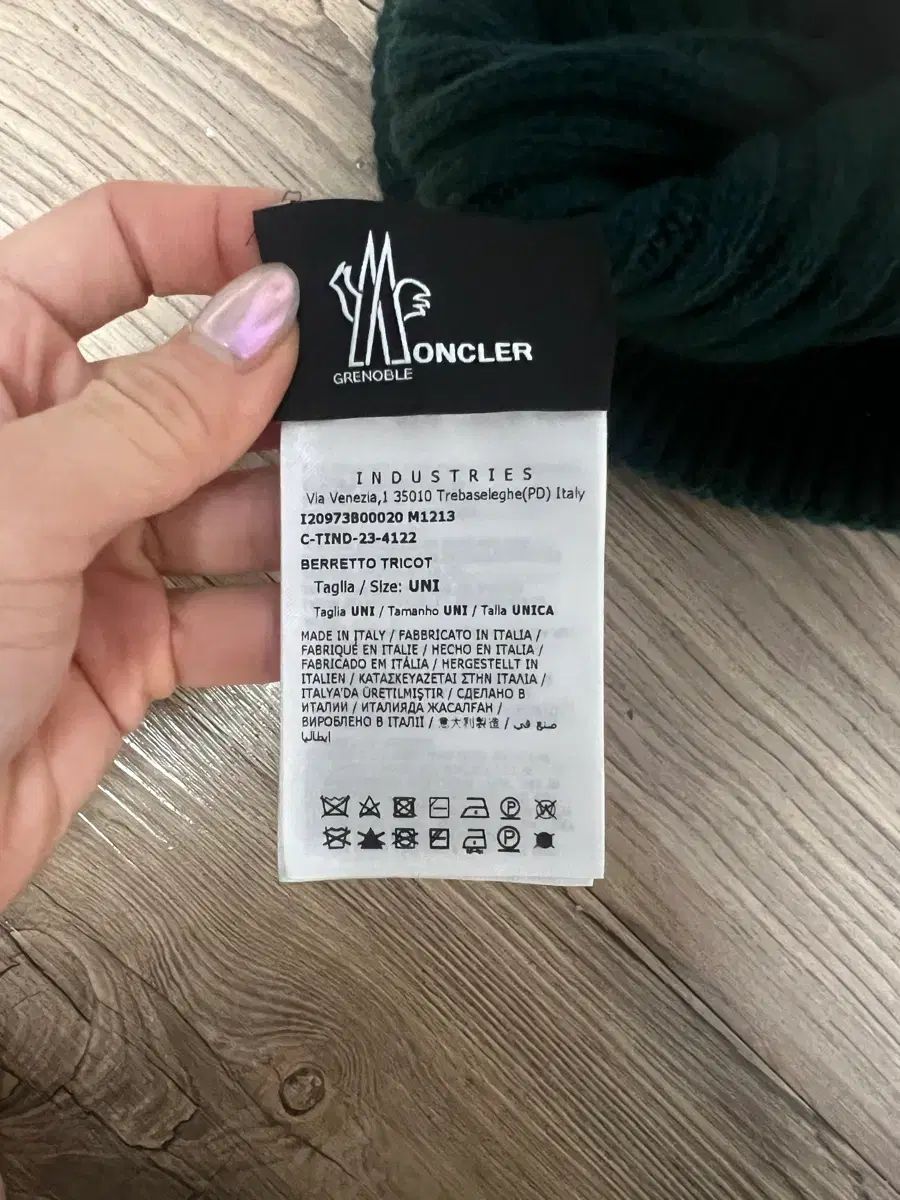 MONCLER
GRENOBLE
INDUSTRIES
Via Venezia,1 35010 Trebaseleghe(PD) Italy
I20973B00020 M1213
C-TIND-23-4122
BERRETTO TRICOT
Taglia / Size: UNI
Taglia UNI / Tamanho UNI / Talla UNICA
MADE IN ITALY / FABBRICATO IN ITALIA /
FABRIQUÉ EN ITALIE / HECHO EN ITALIA /
FABRICADO EM ITÁLIA / HERGESTELLT IN
ITALIEN / ΚΑΤΑΣΚΕΥΑΖΕΤΑΙ ΣΤΗΝ ΙΤΑΛΙΑ /
ITALYA'DA ÜRETILMIŞTIR / СДЕЛАНО В
ИТАЛИИ / ИТАЛИЯДА ЖАСАЛҒАН /
ВИРОБЛЕНО В ІТАЛІЇ / 意大利製造 / صنع في
ايطاليا